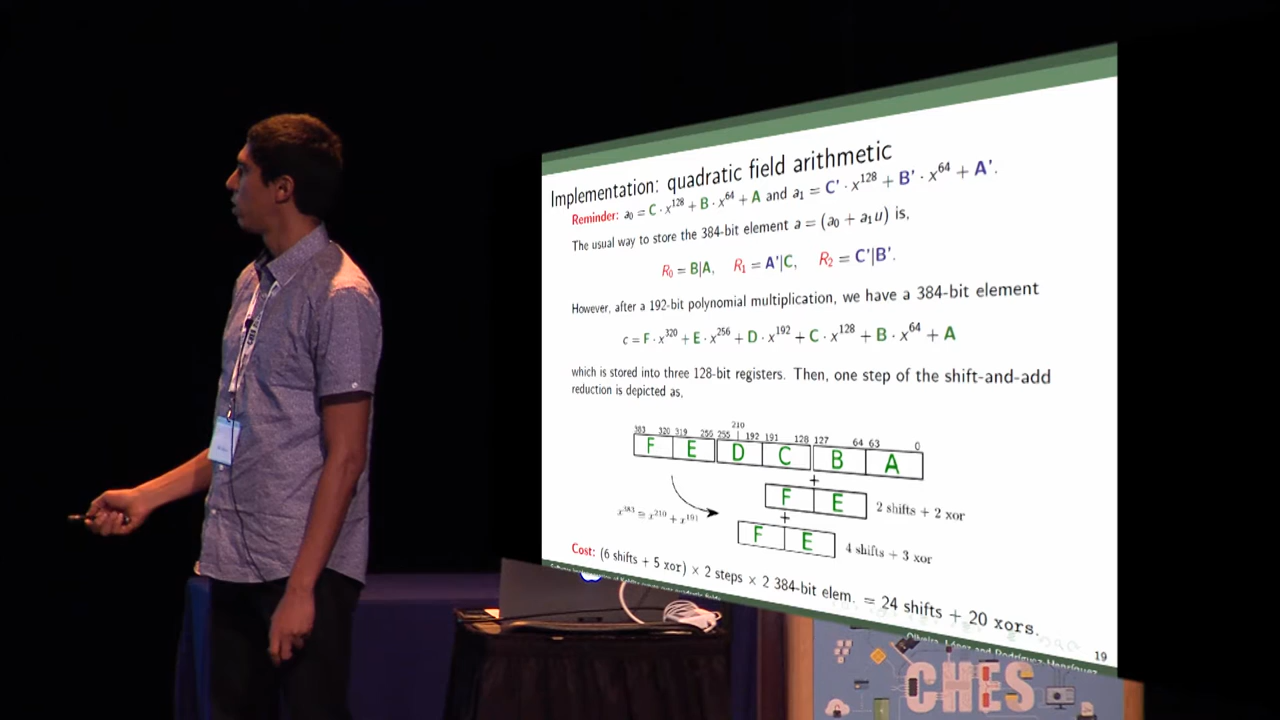 Implementation: quadratic field arithmetic
Reminder: a₀ = C · x¹²⁸ + B · x⁶⁴ + A and a₁ = C' · x¹²⁸ + B' · x⁶⁴ + A'.
The usual way to store the 384-bit element a = (a₀ + a₁u) is,
R₀ = B|A, R₁ = A'|C, R₂ = C'|B'.
However, after a 192-bit polynomial multiplication, we have a 384-bit element
c = F · x³²⁰ + E · x²⁵⁶ + D · x¹⁹² + C · x¹²⁸ + B · x⁶⁴ + A
which is stored into three 128-bit registers. Then, one step of the shift-and-add
reduction is depicted as,
210
383 320 319 256 255 192 191 128 127 64 63 0
F E D C B A
+
F E 2 shifts + 2 xor
+
x³⁸³ ≅ x²¹⁰ + x¹⁹¹
F E 4 shifts + 3 xor
Cost: (6 shifts + 5 xor) × 2 steps × 2 384-bit elem. = 24 shifts + 20 xors.
Oliveira, López and Rodríguez-Henríquez
19
CHES